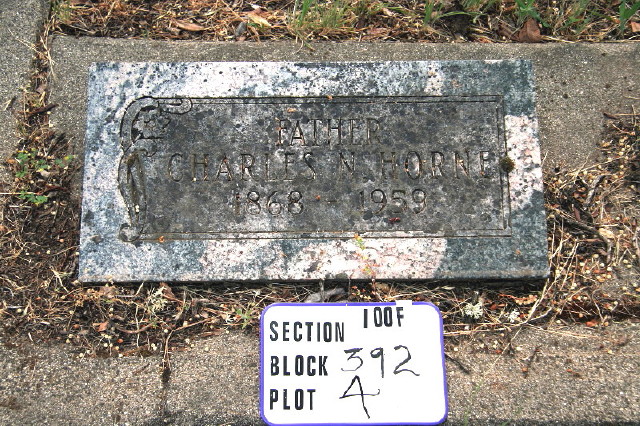 FATHER
CHARLES N. HORNE
1868 - 1959
SECTION IOOF
BLOCK 392
PLOT 4